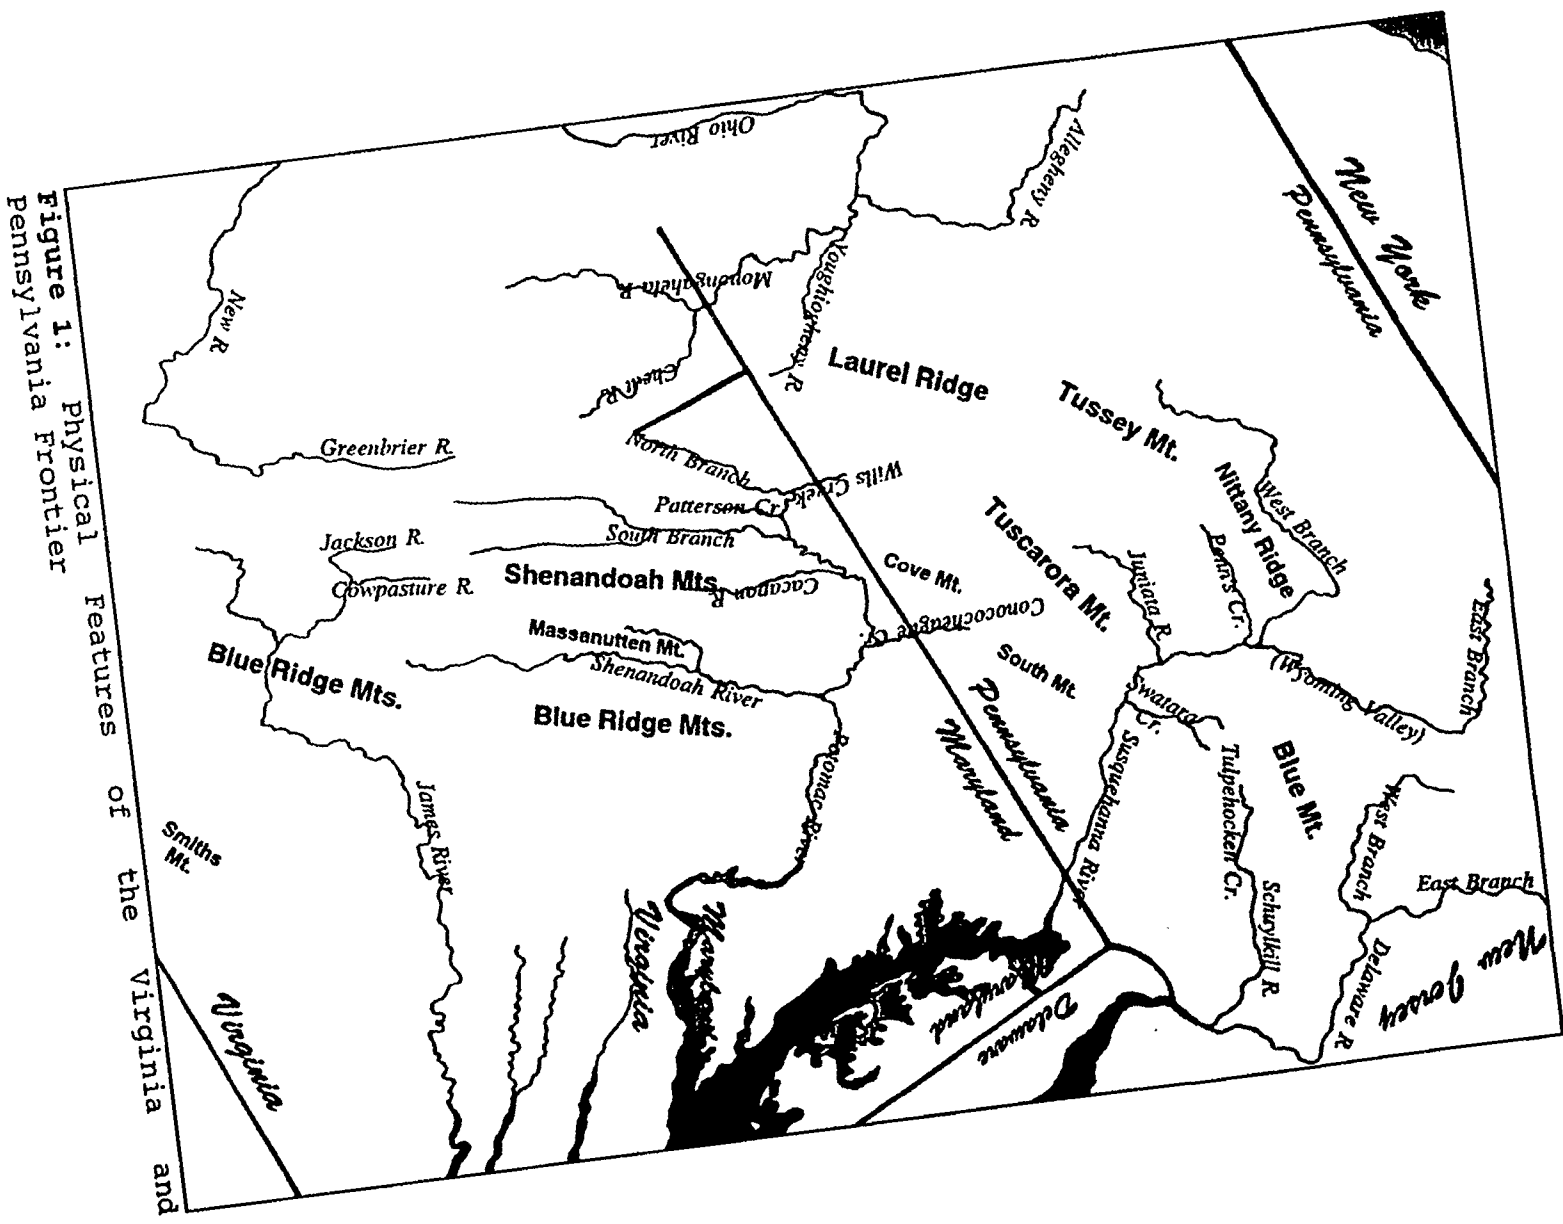 New York
Pennsylvania
Ohio River
Allegheny R.
Monongahela R.
Youghiogheny R.
Cheat R.
New R.
Greenbrier R.
Laurel Ridge
Tussey Mt.
Nittany Ridge
West Branch
North Branch
Wills Creek
Patterson Cr.
South Branch
Jackson R.
Cowpasture R.
Shenandoah Mts.
Cacapon R.
Cove Mt.
Tuscarora Mt.
Juniata R.
Penn's Cr.
Conococheague Cr.
Massanutten Mt.
Shenandoah River
Blue Ridge Mts.
Blue Ridge Mts.
South Mt.
Swatara
Cr.
(Wyoming Valley)
East Branch
Pennsylvania
Maryland
Potomac River
Susquehanna River
Tulpehocken Cr.
Blue Mt.
West Branch
East Branch
Schuylkill R.
Delaware R.
New Jersey
James River
Smiths
Mt.
Virginia
Maryland
Maryland
Delaware
Virginia
Figure 1: Physical Features of the Virginia and
Pennsylvania Frontier